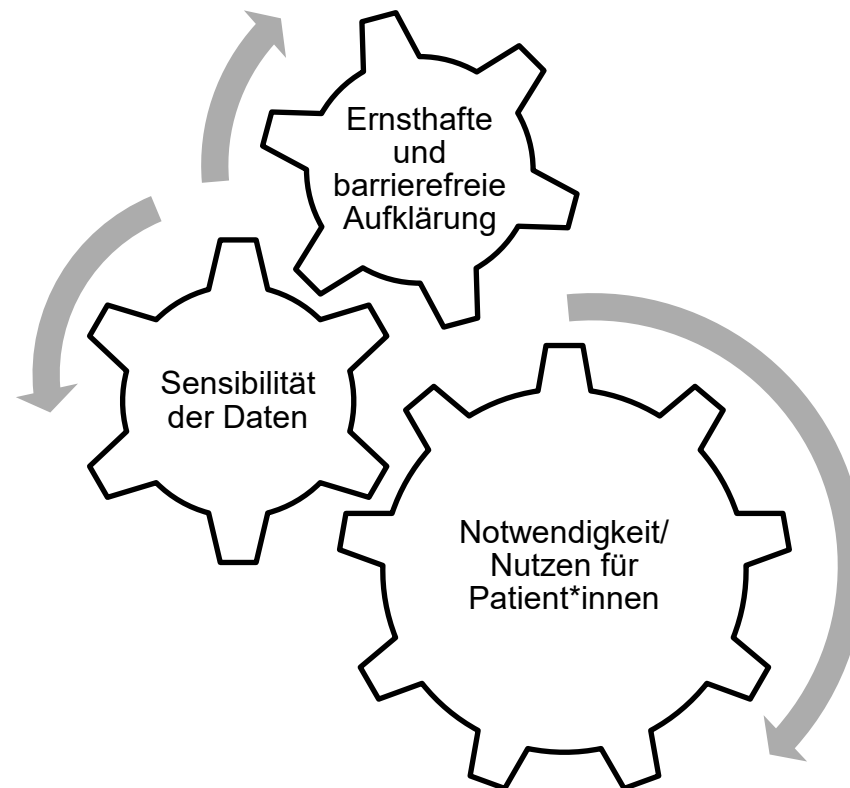 Ernsthafte
und
barrierefreie
Aufklärung
Sensibilität
der Daten
Notwendigkeit/
Nutzen für
Patient*innen